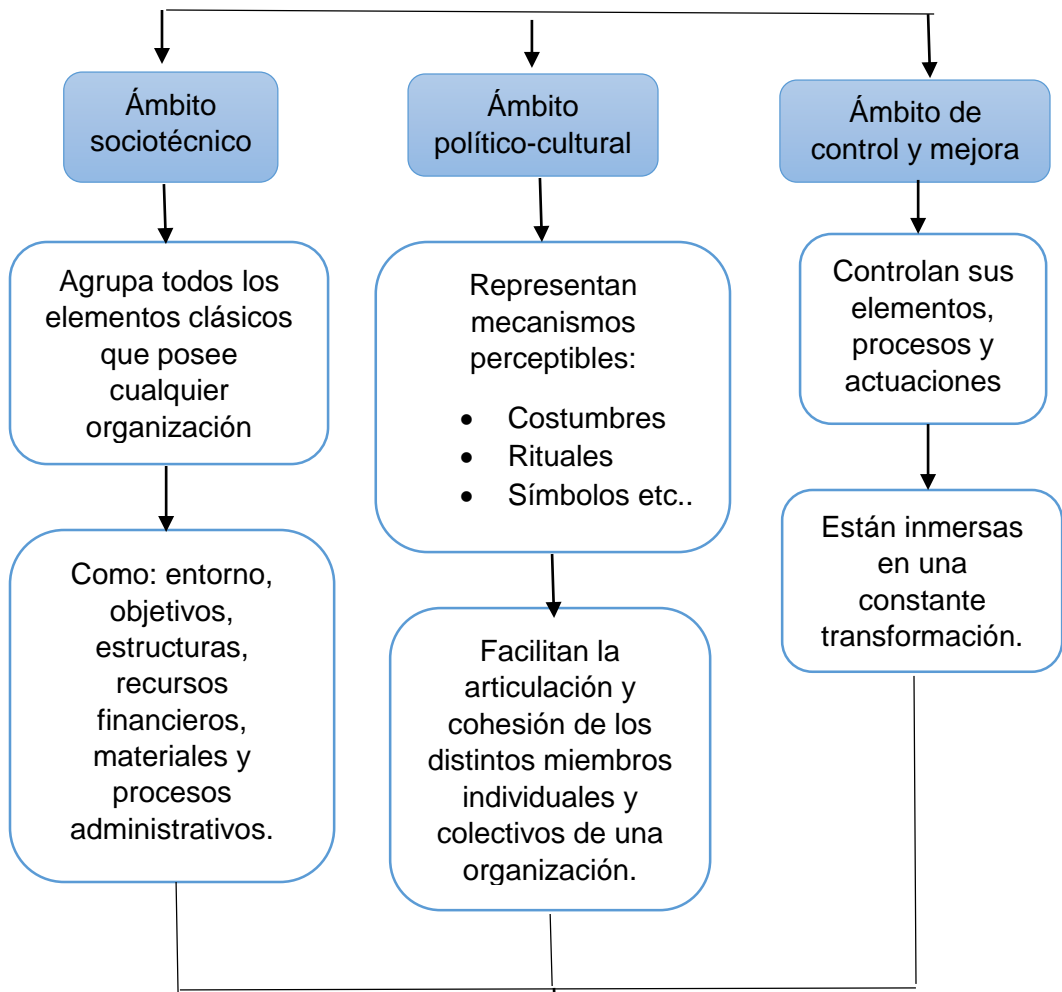 Ámbito
sociotécnico
Agrupa todos los
elementos clásicos
que posee
cualquier
organización
Como: entorno,
objetivos,
estructuras,
recursos
financieros,
materiales y
procesos
administrativos.
Ámbito
político-cultural
Representan
mecanismos
perceptibles:
• Costumbres
• Rituales
• Símbolos etc..
Facilitan la
articulación y
cohesión de los
distintos miembros
individuales y
colectivos de una
organización.
Ámbito de
control y mejora
Controlan sus
elementos,
procesos y
actuaciones
Están inmersas
en una
constante
transformación.